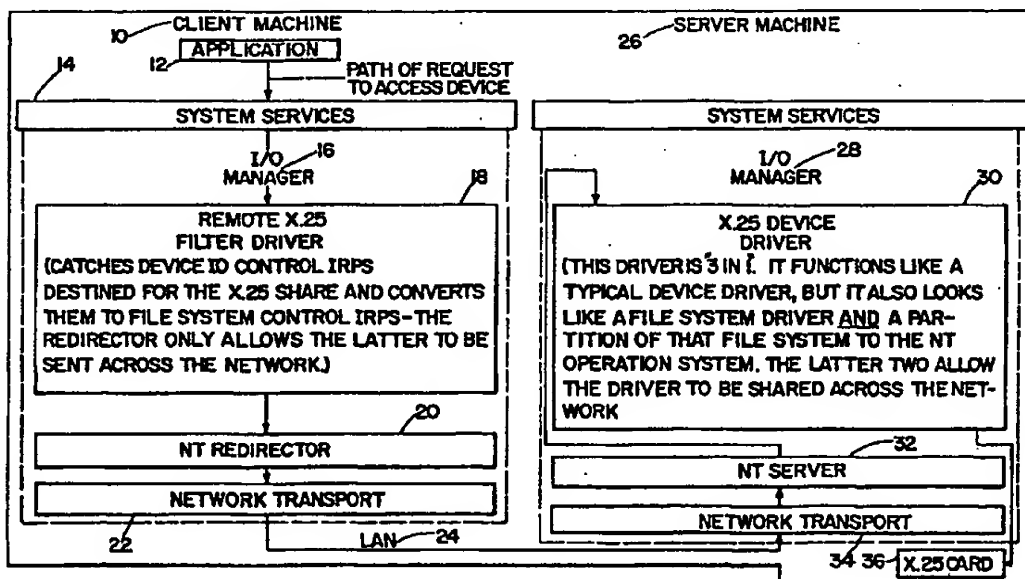 10 CLIENT MACHINE
APPLICATION
12
PATH OF REQUEST
TO ACCESS DEVICE
14
SYSTEM SERVICES
I/O
MANAGER
16
18
REMOTE X.25
FILTER DRIVER
(CATCHES DEVICE IO CONTROL IRPS
DESTINED FOR THE X.25 SHARE AND CONVERTS
THEM TO FILE SYSTEM CONTROL IRPS-THE
REDIRECTOR ONLY ALLOWS THE LATTER TO BE
SENT ACROSS THE NETWORK.)
20
NT REDIRECTOR
NETWORK TRANSPORT
22
LAN 24
26 SERVER MACHINE
SYSTEM SERVICES
I/O
MANAGER
28
30
X.25 DEVICE
DRIVER
(THIS DRIVER IS "3 IN 1". IT FUNCTIONS LIKE A
TYPICAL DEVICE DRIVER, BUT IT ALSO LOOKS
LIKE A FILE SYSTEM DRIVER AND A PAR-
TITION OF THAT FILE SYSTEM TO THE NT
OPERATION SYSTEM. THE LATTER TWO ALLOW
THE DRIVER TO BE SHARED ACROSS THE NET-
WORK
32
NT SERVER
NETWORK TRANSPORT
34 36 X.25 CARD